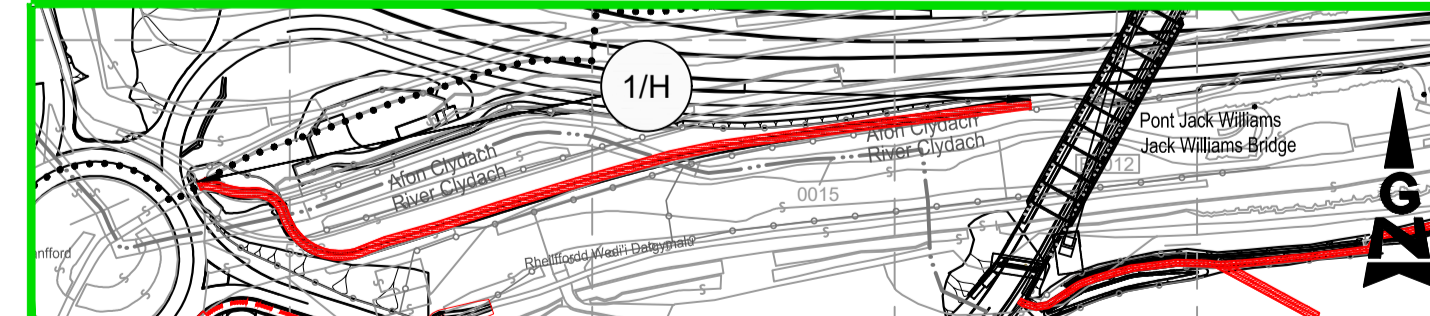 1/H
Pont Jack Williams
Jack Williams Bridge
Afon Clydach
River Clydach
Afon Clydach
River Clydach
0015
Rheilffordd Wedi'i Datgymalu
G
N